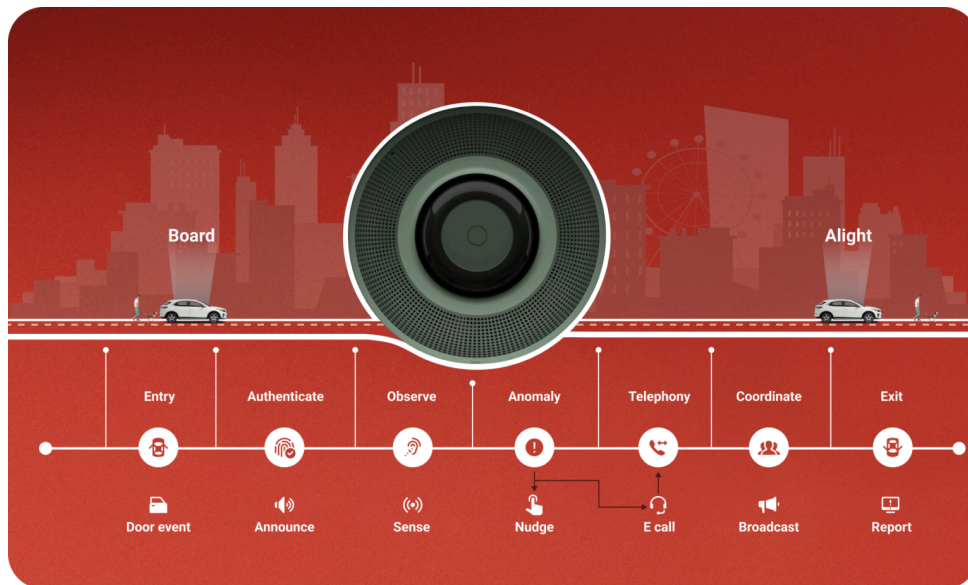 Board
Alight
Entry
Authenticate
Observe
Anomaly
Telephony
Coordinate
Exit
Door event
Announce
Sense
Nudge
E call
Broadcast
Report